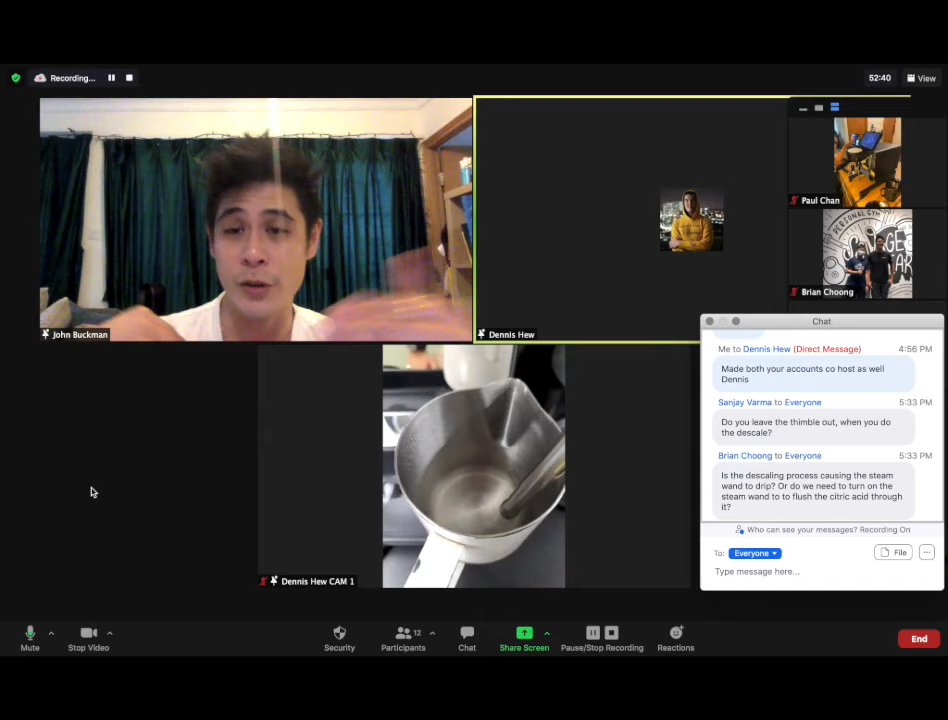 Recording...
52:40
View
John Buckman
Dennis Hew
Paul Chan
PERSONAL GYM
Brian Choong
Dennis Hew CAM 1
Chat
Me to Dennis Hew (Direct Message) 4:56 PM
Made both your accounts co host as well
Dennis
Sanjay Varma to Everyone 5:33 PM
Do you leave the thimble out, when you do
the descale?
Brian Choong to Everyone 5:33 PM
Is the descaling process causing the steam
wand to drip? Or do we need to turn on the
steam wand to to flush the citric acid through
it?
Who can see your messages? Recording On
To: Everyone
File
Type message here...
Mute
Stop Video
Security
12
Participants
Chat
Share Screen
Pause/Stop Recording
Reactions
End